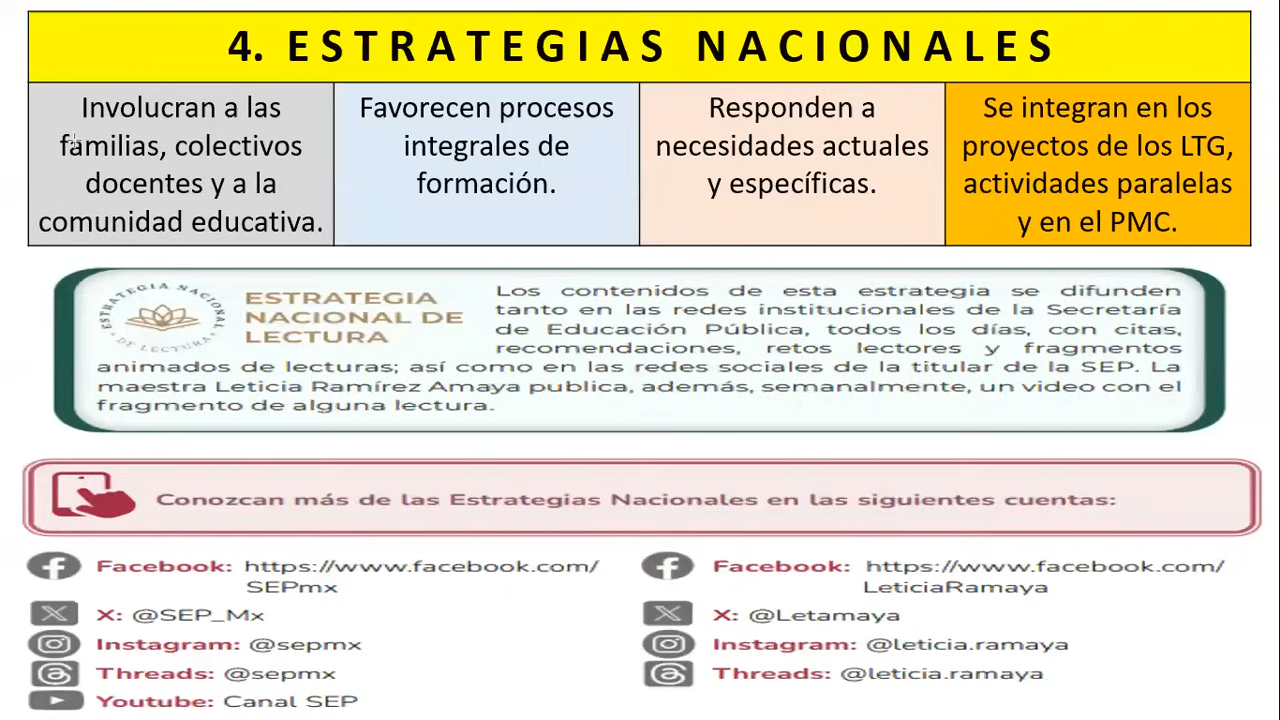 4. ESTRATEGIAS NACIONALES
Involucran a las
familias, colectivos
docentes y a la
comunidad educativa.
Favorecen procesos
integrales de
formación.
Responden a
necesidades actuales
y específicas.
Se integran en los
proyectos de los LTG,
actividades paralelas
y en el PMC.
ESTRATEGIA NACIONAL
DE LECTURA
ESTRATEGIA
NACIONAL DE
LECTURA
Los contenidos de esta estrategia se difunden
tanto en las redes institucionales de la Secretaría
de Educación Pública, todos los días, con citas,
recomendaciones, retos lectores y fragmentos
animados de lecturas; así como en las redes sociales de la titular de la SEP. La
maestra Leticia Ramírez Amaya publica, además, semanalmente, un video con el
fragmento de alguna lectura.
Conozcan más de las Estrategias Nacionales en las siguientes cuentas:
Facebook: https://www.facebook.com/
SEPmx
X: @SEP_Mx
Instagram: @sepmx
Threads: @sepmx
Youtube: Canal SEP
Facebook: https://www.facebook.com/
LeticiaRamaya
X: @Letamaya
Instagram: @leticia.ramaya
Threads: @leticia.ramaya